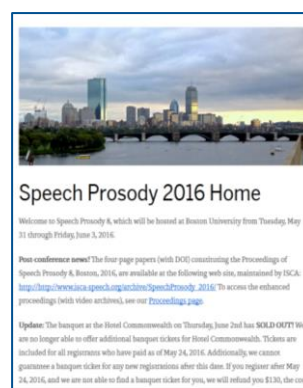 Speech Prosody 2016 Home
Welcome to Speech Prosody 8, which will be hosted at Boston University from Tuesday, May
31 through Friday, June 3, 2016.
Post-conference news! The four-page papers (with DOI) constituting the Proceedings of
Speech Prosody 8, Boston, 2016, are available at the following web site, maintained by ISCA:
http://http://www.isca-speech.org/archive/SpeechProsody_2016/ To access the enhanced
proceedings (with video archives), see our Proceedings page.
Update: The banquet at the Hotel Commonwealth on Thursday, June 2nd has SOLD OUT! We
are no longer able to offer additional banquet tickets for Hotel Commonwealth. Tickets are
included for all registrants who have paid as of May 24, 2016. Additionally, we cannot
guarantee a banquet ticket for any new registrations after this date. If you register after May
24, 2016, and we are not able to find a banquet ticket for you, we will refund you $130, the